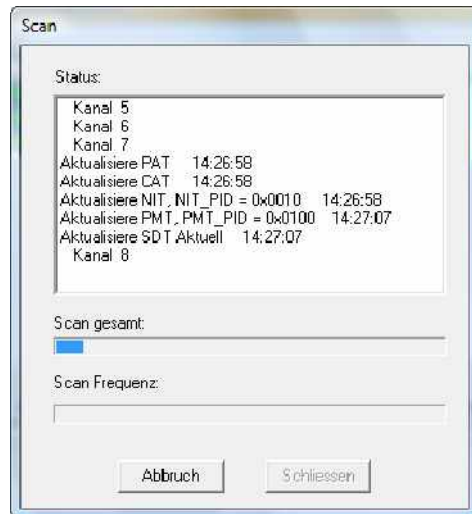 Scan
Status:
Kanal 5
Kanal 6
Kanal 7
Aktualisiere PAT 14:26:58
Aktualisiere CAT 14:26:58
Aktualisiere NIT, NIT_PID = 0x0010 14:26:58
Aktualisiere PMT, PMT_PID = 0x0100 14:27:07
Aktualisiere SDT Aktuell 14:27:07
Kanal 8
Scan gesamt:
Scan Frequenz:
Abbruch
Schliessen